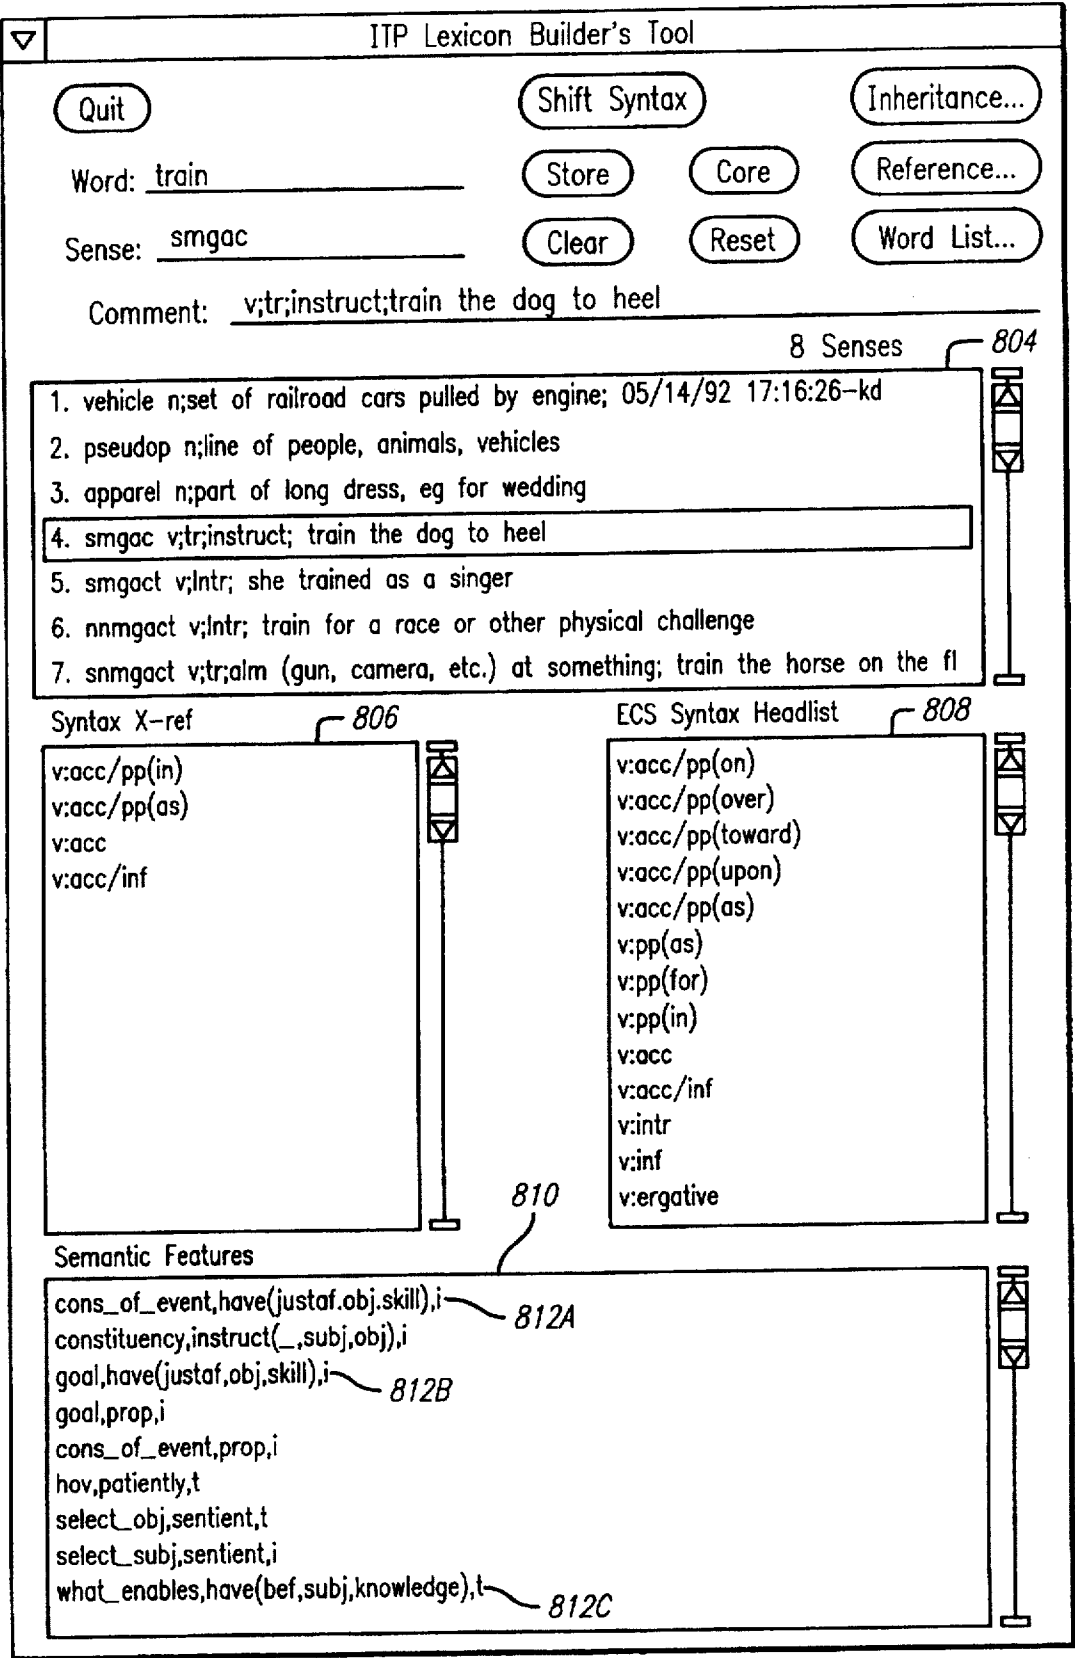 ITP Lexicon Builder's Tool
Quit
Shift Syntax
Inheritance...
Word: train
Store
Core
Reference...
Sense: smgac
Clear
Reset
Word List...
Comment: v;tr;instruct;train the dog to heel
8 Senses
804
1. vehicle n;set of railroad cars pulled by engine; 05/14/92 17:16:26-kd
2. pseudop n;line of people, animals, vehicles
3. apparel n;part of long dress, eg for wedding
4. smgac v;tr;instruct; train the dog to heel
5. smgact v;Intr; she trained as a singer
6. nnmgact v;Intr; train for a race or other physical challenge
7. snmgact v;tr;alm (gun, camera, etc.) at something; train the horse on the fl
Syntax X-ref
806
v:acc/pp(in)
v:acc/pp(as)
v:acc
v:acc/inf
ECS Syntax Headlist
808
v:acc/pp(on)
v:acc/pp(over)
v:acc/pp(toward)
v:acc/pp(upon)
v:acc/pp(as)
v:pp(as)
v:pp(for)
v:pp(in)
v:acc
v:acc/inf
v:intr
v:inf
v:ergative
810
Semantic Features
cons_of_event,have(justaf.obj.skill),i
812A
constituency,instruct(_,subj,obj),i
goal,have(justaf,obj,skill),i
812B
goal,prop,i
cons_of_event,prop,i
hov,patiently,t
select_obj,sentient,t
select_subj,sentient,i
what_enables,have(bef,subj,knowledge),t
812C